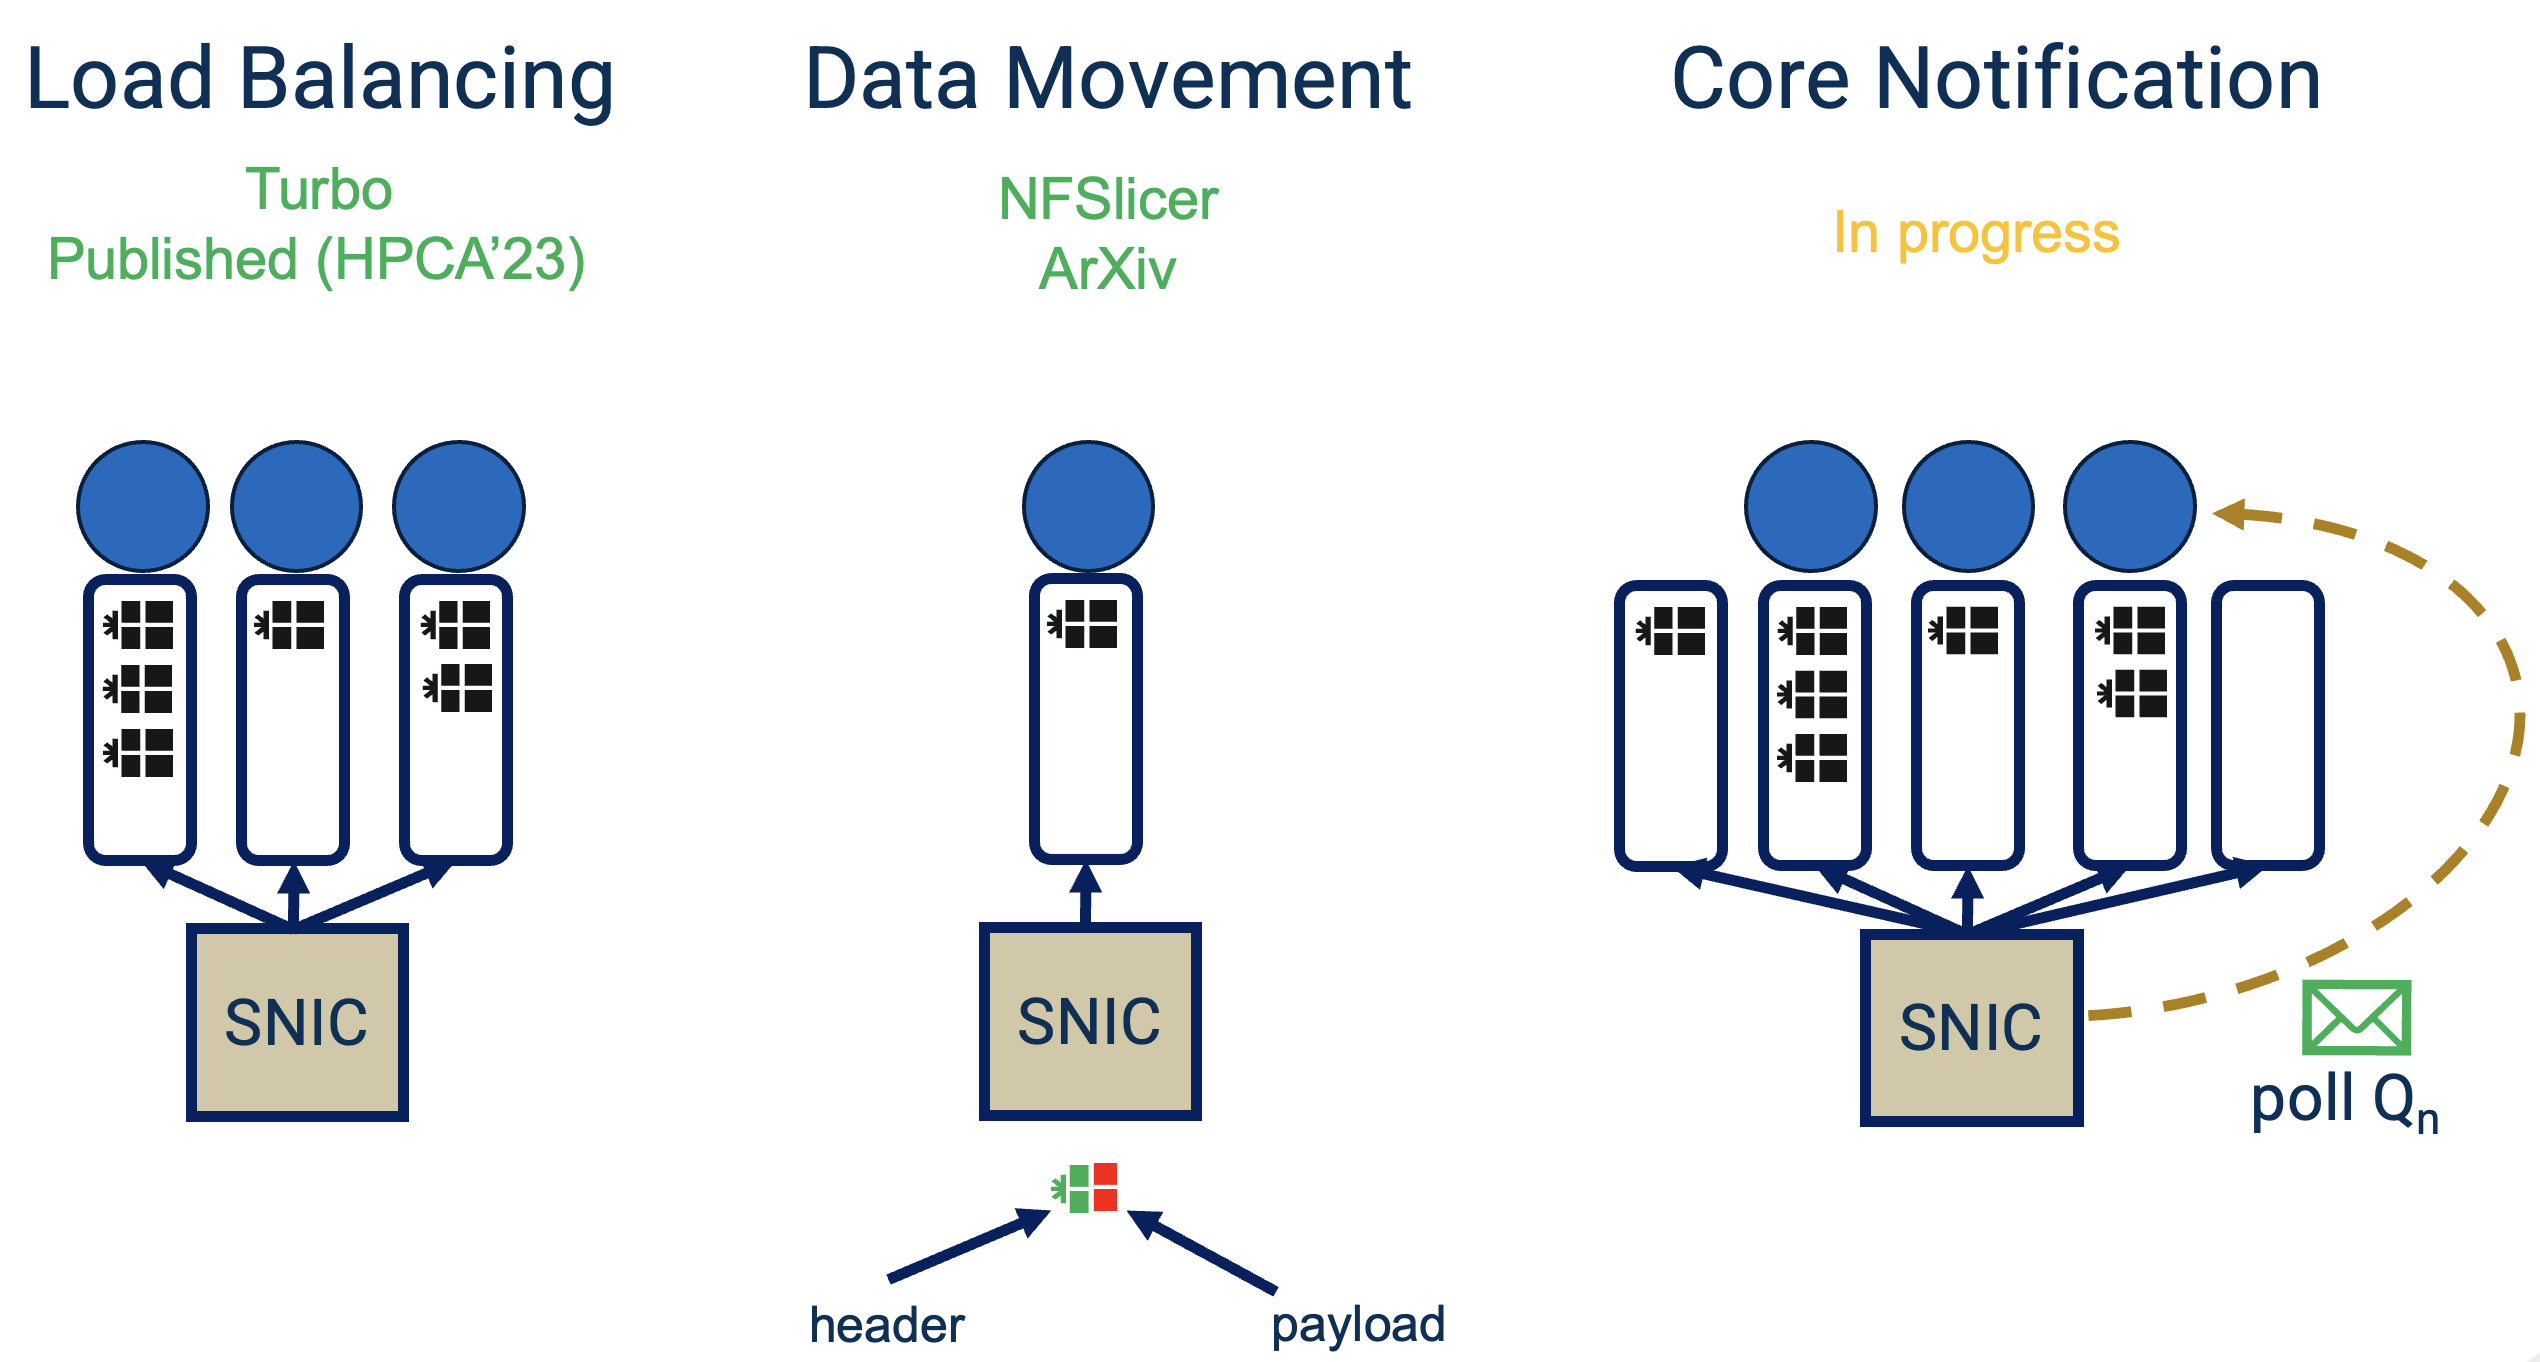 Load Balancing
Turbo
Published (HPCA’23)
SNIC
Data Movement
NFSlicer
ArXiv
SNIC
header
payload
Core Notification
In progress
SNIC
poll Qn